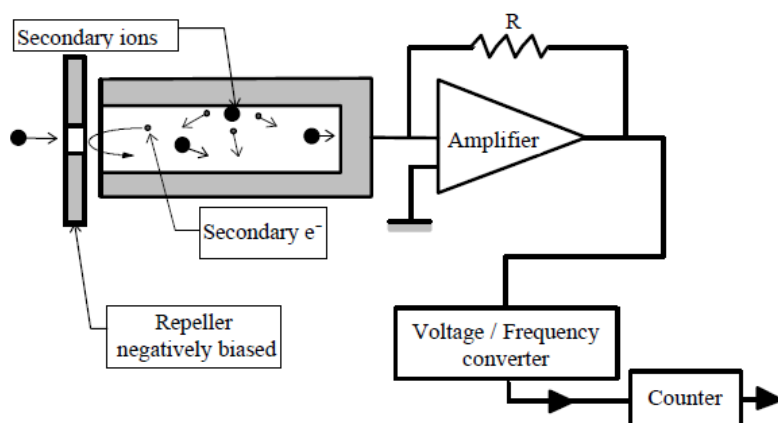 Secondary ions
R
Amplifier
Secondary e⁻
Repeller
negatively biased
Voltage / Frequency
converter
Counter